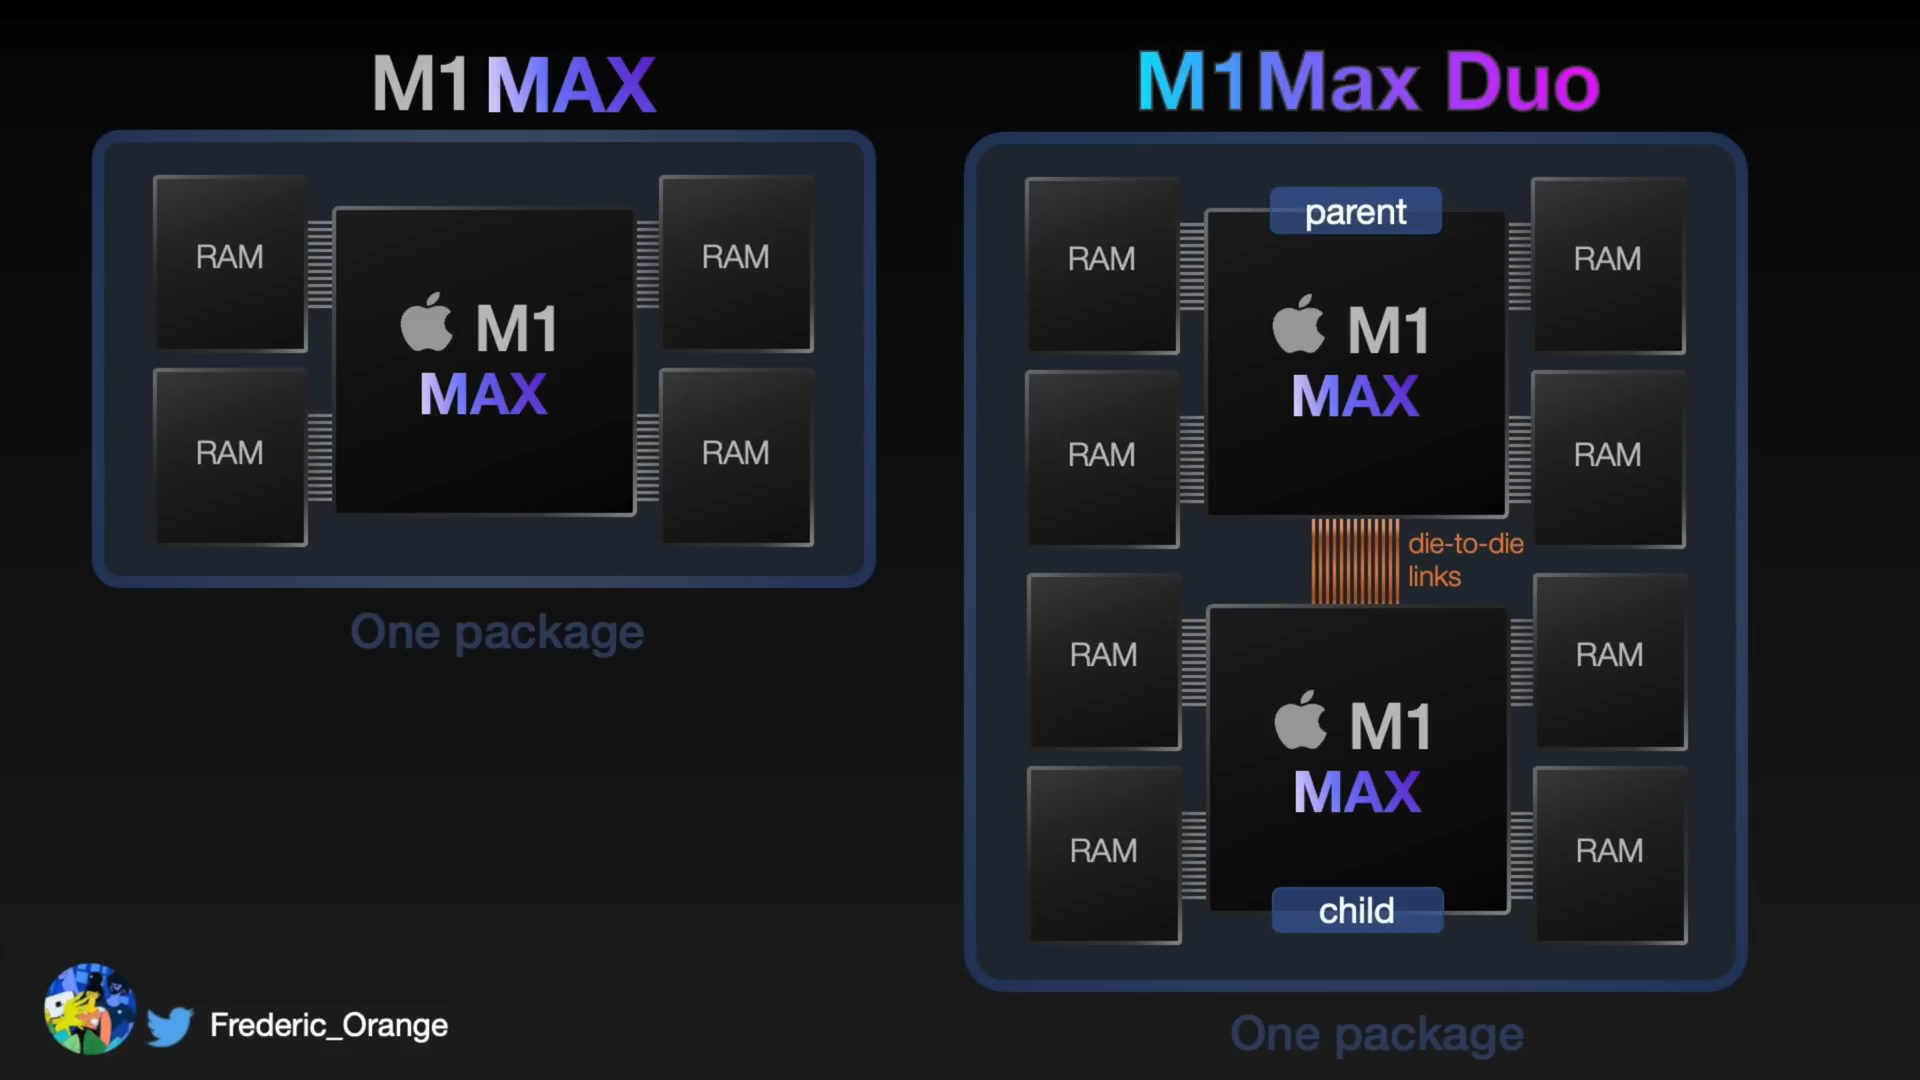 M1 MAX
RAM
RAM
M1
MAX
RAM
RAM
One package
M1Max Duo
parent
RAM
RAM
M1
MAX
RAM
RAM
die-to-die
links
RAM
RAM
M1
MAX
RAM
RAM
child
One package
Frederic_Orange